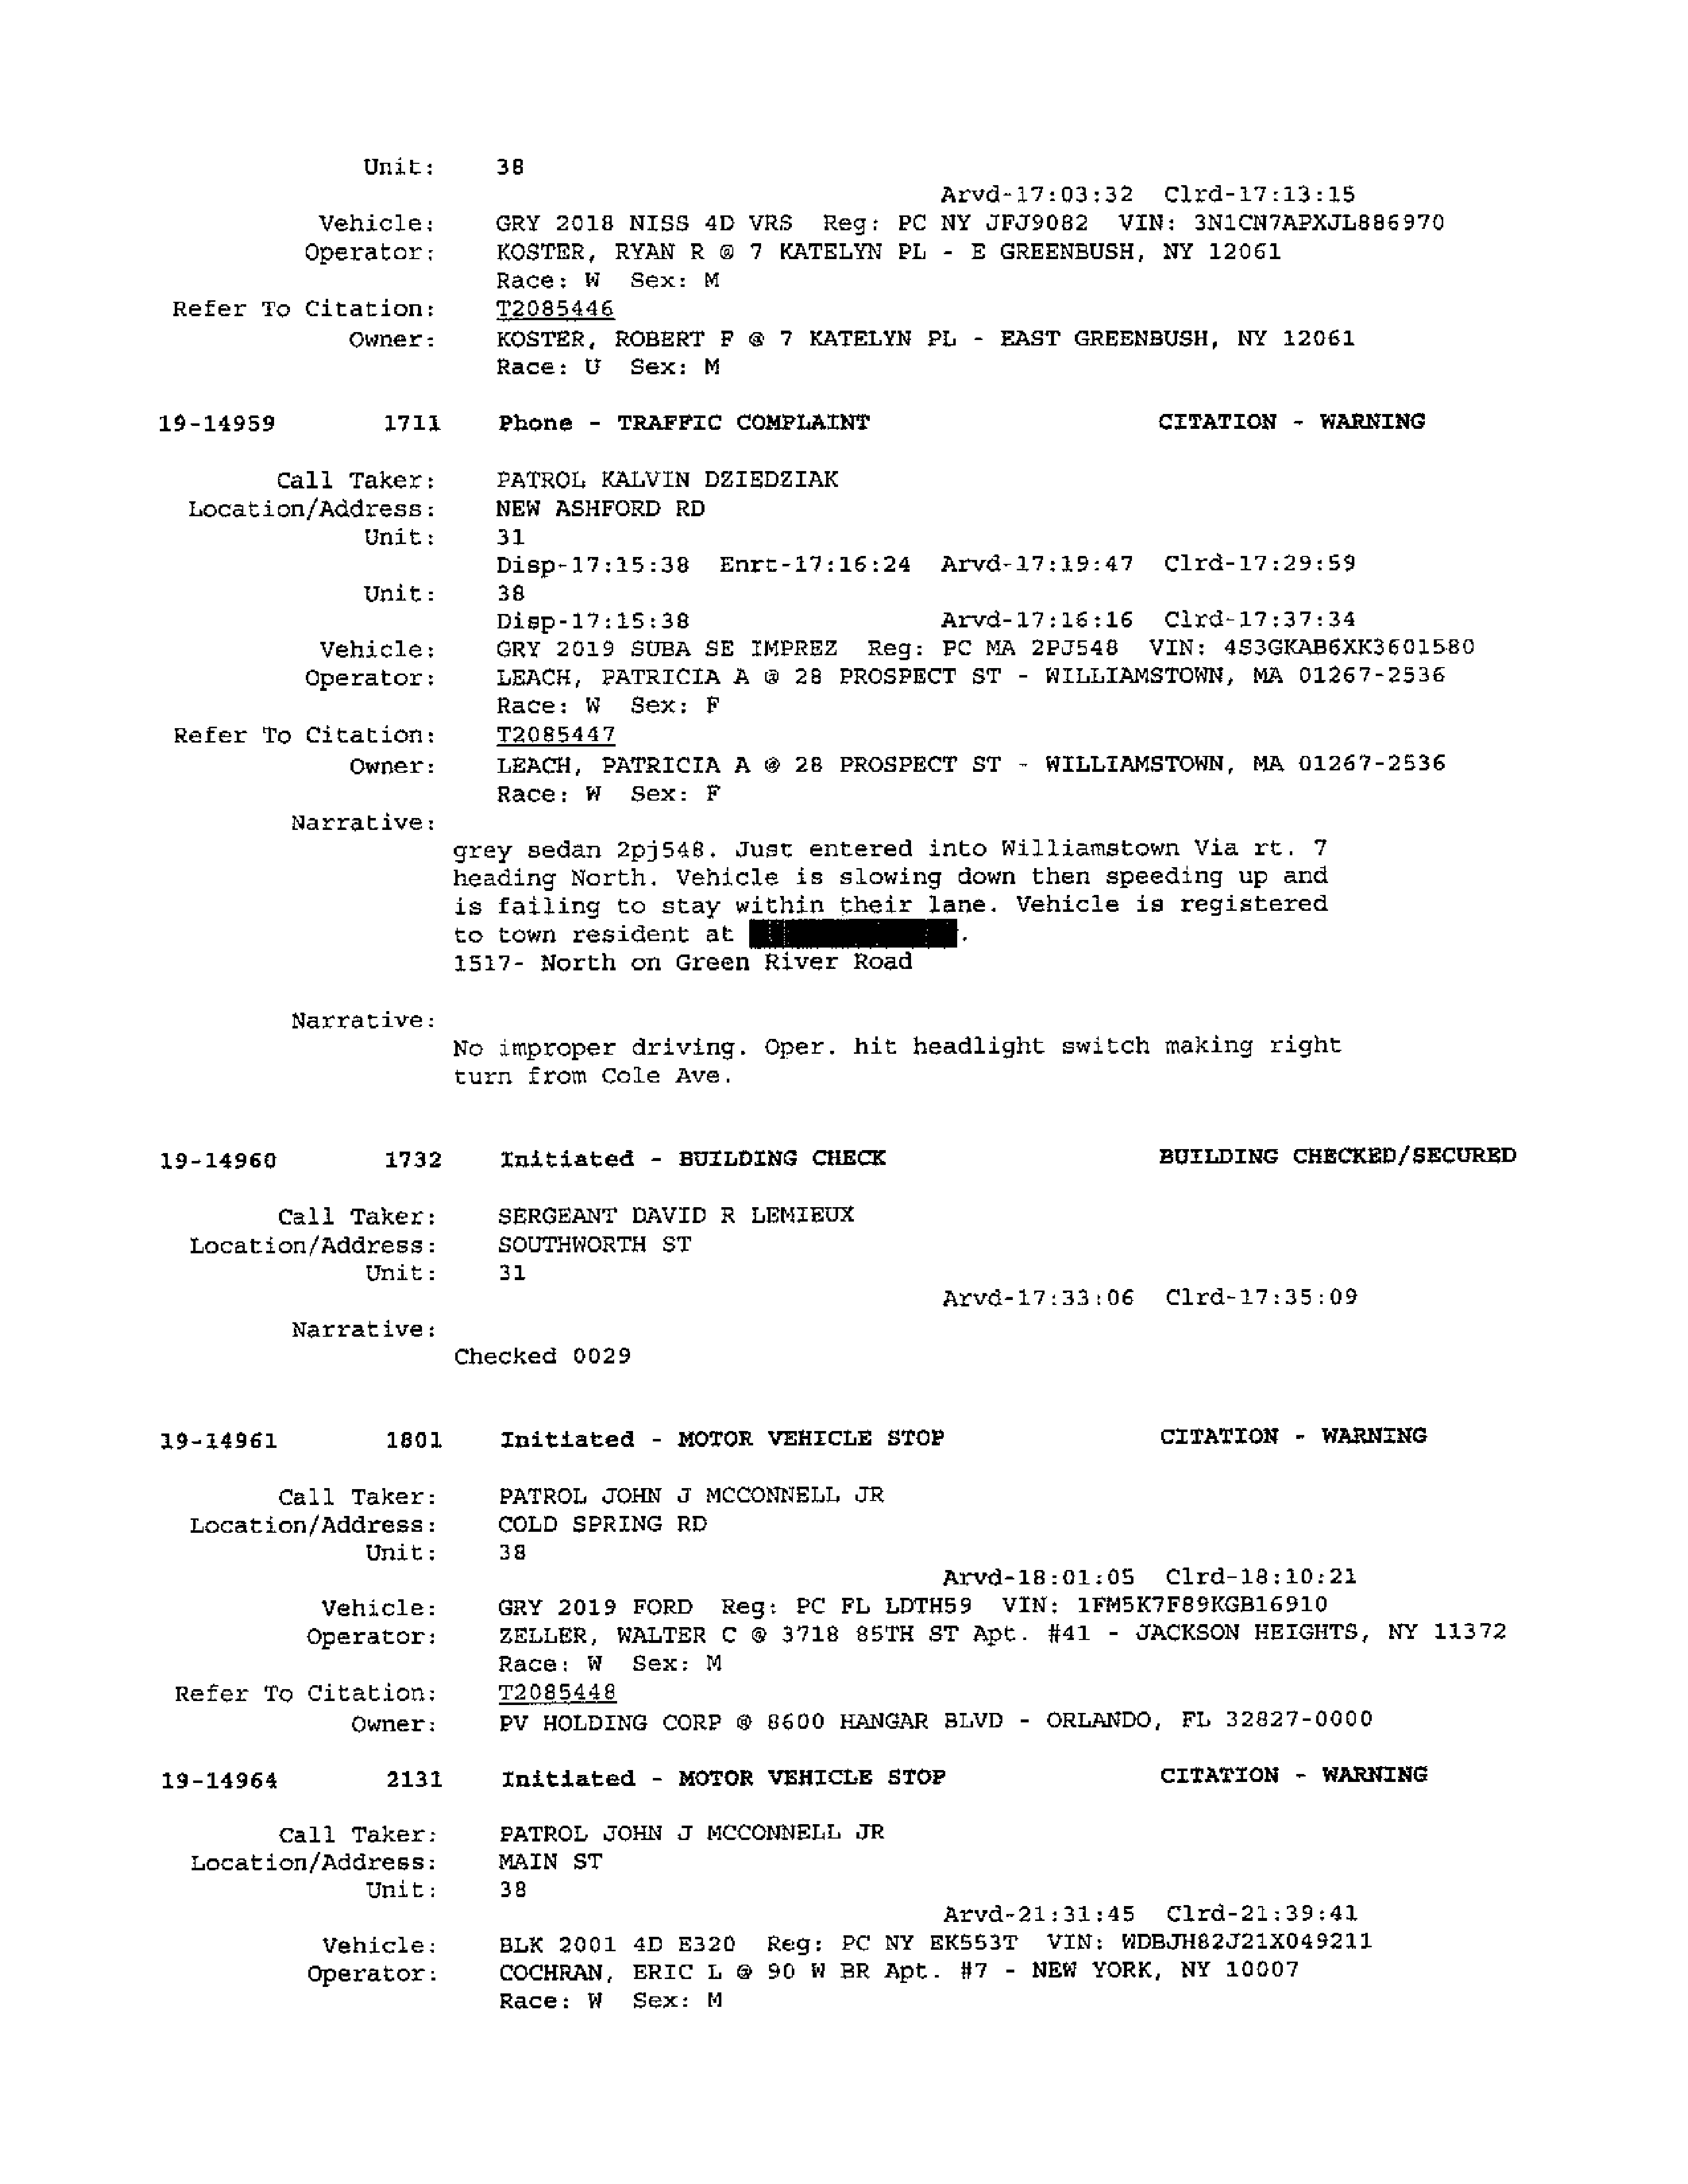 Unit: 38
Arvd-17:03:32 Clrd-17:13:15
Vehicle: GRY 2018 NISS 4D VRS Reg: PC NY JFJ9082 VIN: 3N1CN7APXJL886970
Operator: KOSTER, RYAN R @ 7 KATELYN PL - E GREENBUSH, NY 12061
Race: W Sex: M
Refer To Citation: T2085446
Owner: KOSTER, ROBERT F @ 7 KATELYN PL - EAST GREENBUSH, NY 12061
Race: U Sex: M
19-14959 1711 Phone - TRAFFIC COMPLAINT CITATION - WARNING
Call Taker: PATROL KALVIN DZIEDZIAK
Location/Address: NEW ASHFORD RD
Unit: 31
Disp-17:15:38 Enrt-17:16:24 Arvd-17:19:47 Clrd-17:29:59
Unit: 38
Disp-17:15:38 Arvd-17:16:16 Clrd-17:37:34
Vehicle: GRY 2019 SUBA SE IMPREZ Reg: PC MA 2PJ548 VIN: 4S3GKAB6XK3601580
Operator: LEACH, PATRICIA A @ 28 PROSPECT ST - WILLIAMSTOWN, MA 01267-2536
Race: W Sex: F
Refer To Citation: T2085447
Owner: LEACH, PATRICIA A @ 28 PROSPECT ST - WILLIAMSTOWN, MA 01267-2536
Race: W Sex: F
Narrative:
grey sedan 2pj548. Just entered into Williamstown Via rt. 7
heading North. Vehicle is slowing down then speeding up and
is failing to stay within their lane. Vehicle is registered
to town resident at .
1517- North on Green River Road
Narrative:
No improper driving. Oper. hit headlight switch making right
turn from Cole Ave.
19-14960 1732 Initiated - BUILDING CHECK BUILDING CHECKED/SECURED
Call Taker: SERGEANT DAVID R LEMIEUX
Location/Address: SOUTHWORTH ST
Unit: 31
Arvd-17:33:06 Clrd-17:35:09
Narrative:
Checked 0029
19-14961 1801 Initiated - MOTOR VEHICLE STOP CITATION - WARNING
Call Taker: PATROL JOHN J MCCONNELL JR
Location/Address: COLD SPRING RD
Unit: 38
Arvd-18:01:05 Clrd-18:10:21
Vehicle: GRY 2019 FORD Reg: PC FL LDTH59 VIN: 1FM5K7F89KGB16910
Operator: ZELLER, WALTER C @ 3718 85TH ST Apt. #41 - JACKSON HEIGHTS, NY 11372
Race: W Sex: M
Refer To Citation: T2085448
Owner: PV HOLDING CORP @ 8600 HANGAR BLVD - ORLANDO, FL 32827-0000
19-14964 2131 Initiated - MOTOR VEHICLE STOP CITATION - WARNING
Call Taker: PATROL JOHN J MCCONNELL JR
Location/Address: MAIN ST
Unit: 38
Arvd-21:31:45 Clrd-21:39:41
Vehicle: BLK 2001 4D E320 Reg: PC NY EK553T VIN: WDBJH82J21X049211
Operator: COCHRAN, ERIC L @ 90 W BR Apt. #7 - NEW YORK, NY 10007
Race: W Sex: M